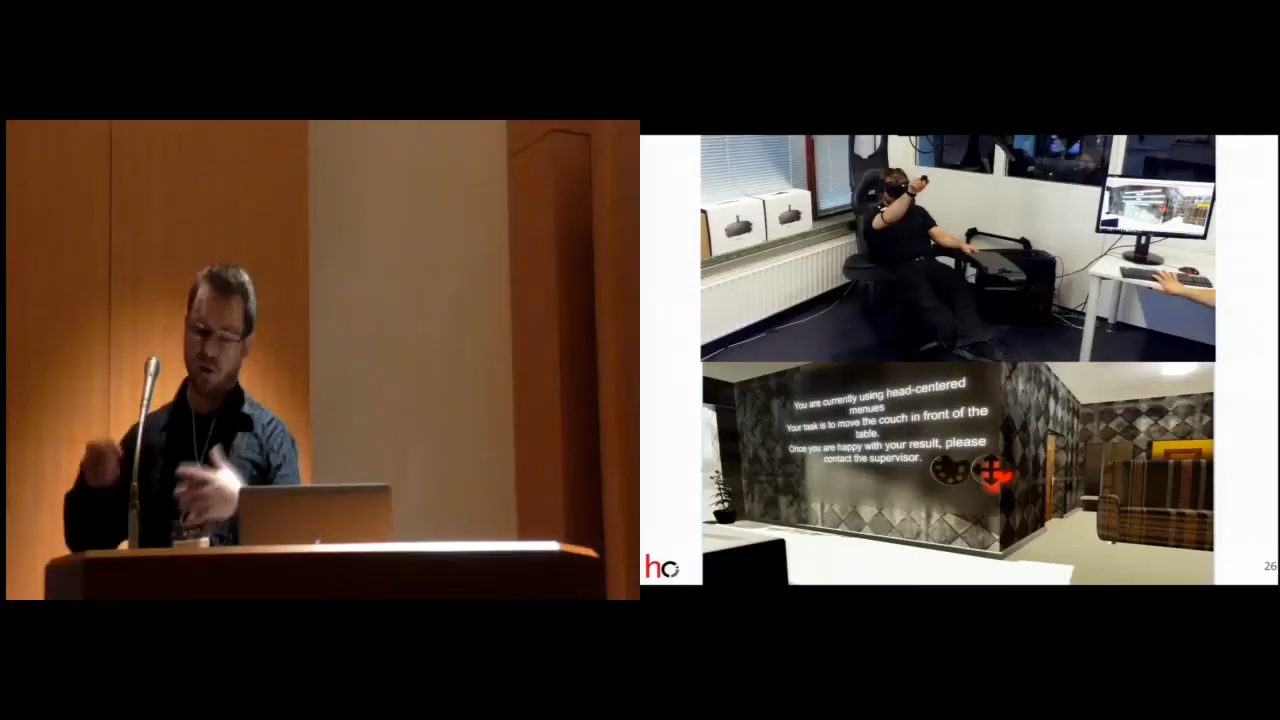 You are currently using head-centered
menues
Your task is to move the couch in front of the
table.
Once you are happy with your result, please
contact the supervisor.
hc
26